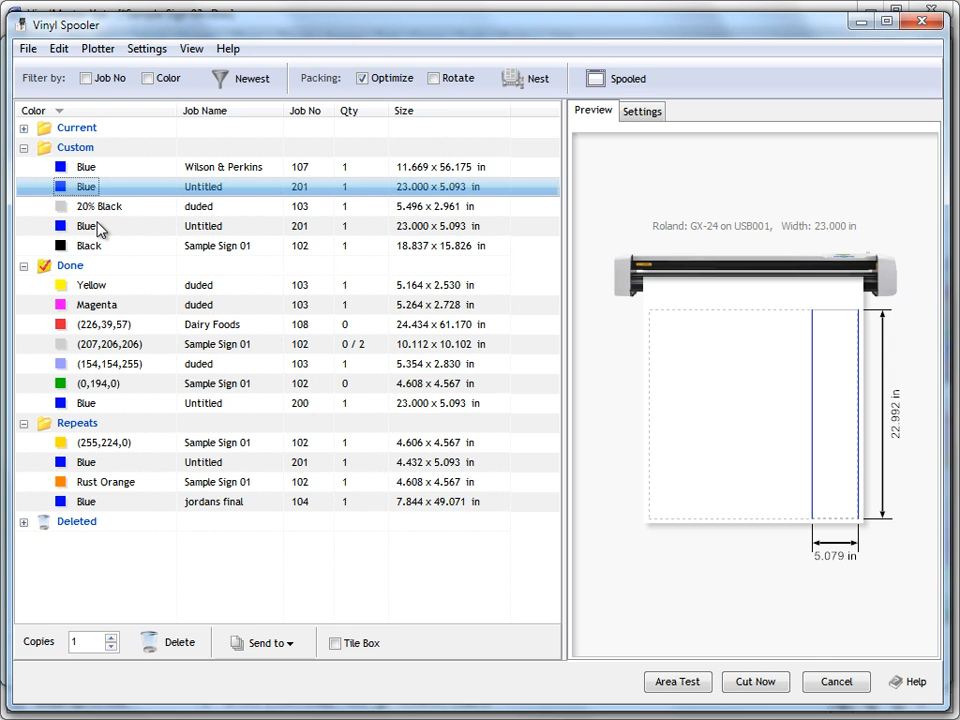 Vinyl Spooler
File Edit Plotter Settings View Help
Filter by: Job No Color Newest Packing: Optimize Rotate Nest Spooled
Color Job Name Job No Qty Size
Current
Custom
Blue Wilson & Perkins 107 1 11.669 x 56.175 in
Blue Untitled 201 1 23.000 x 5.093 in
20% Black duded 103 1 5.496 x 2.961 in
Blue Untitled 201 1 23.000 x 5.093 in
Black Sample Sign 01 1 18.837 x 15.826 in
Done
Yellow duded 103 1 5.164 x 2.530 in
Magenta duded 103 1 5.264 x 2.728 in
(226,39,57) Dairy Foods 108 0 24.434 x 61.170 in
(207,206,206) Sample Sign 01 102 0 / 2 10.112 x 10.102 in
(154,154,255) duded 103 1 5.354 x 2.830 in
(0,194,0) Sample Sign 01 102 0 4.608 x 4.567 in
Blue Untitled 200 1 23.000 x 5.093 in
Repeats
(255,224,0) Sample Sign 01 102 1 4.606 x 4.567 in
Blue Untitled 201 1 4.432 x 5.093 in
Rust Orange Sample Sign 01 102 1 4.608 x 4.567 in
Blue jordans final 104 1 7.844 x 49.071 in
Deleted
Copies 1 Delete Send to Tile Box
Preview Settings
Roland: GX-24 on USB001, Width: 23.000 in
22.992 in
5.079 in
Area Test Cut Now Cancel Help